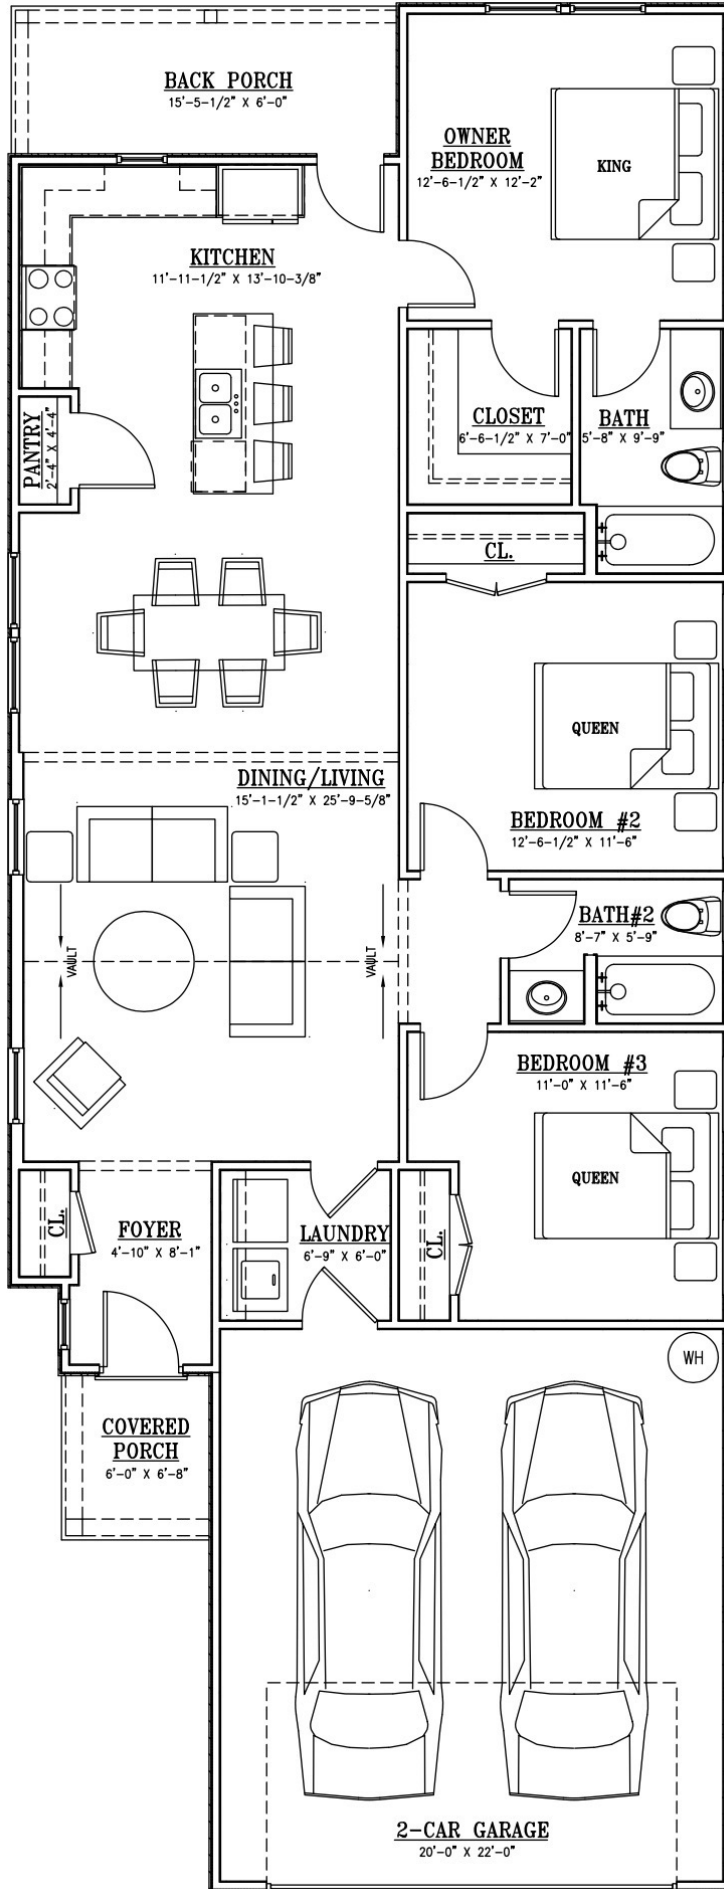 BACK PORCH
15'-5-1/2" X 6'-0"
OWNER
BEDROOM
12'-6-1/2" X 12'-2"
KING
KITCHEN
11'-11-1/2" X 13'-10-3/8"
PANTRY
2'-4" X 4'-4"
CLOSET
6'-6-1/2" X 7'-0"
BATH
5'-8" X 9'-9"
CL.
QUEEN
DINING/LIVING
15'-1-1/2" X 25'-9-5/8"
BEDROOM #2
12'-6-1/2" X 11'-6"
BATH#2
8'-7" X 5'-9"
VAULT
VAULT
BEDROOM #3
11'-0" X 11'-6"
QUEEN
CL.
FOYER
4'-10" X 8'-1"
LAUNDRY
6'-9" X 6'-0"
CL.
WH
COVERED
PORCH
6'-0" X 6'-8"
2-CAR GARAGE
20'-0" X 22'-0"